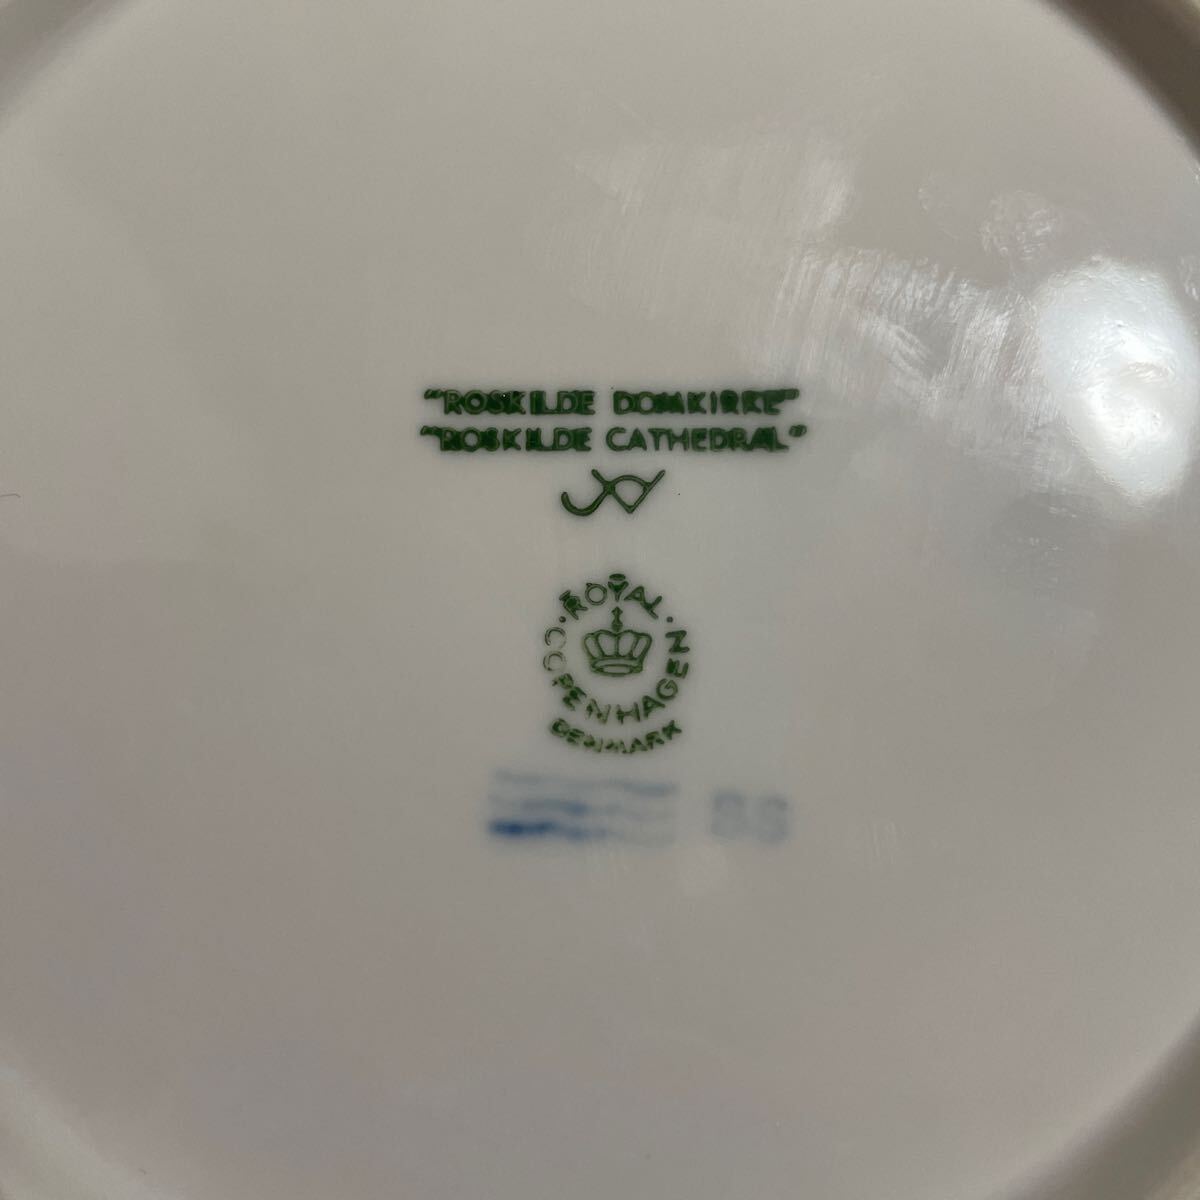 "ROSKILDE DOMKIRKE"
"ROSKILDE CATHEDRAL"
ROYAL
COPENHAGEN
DENMARK